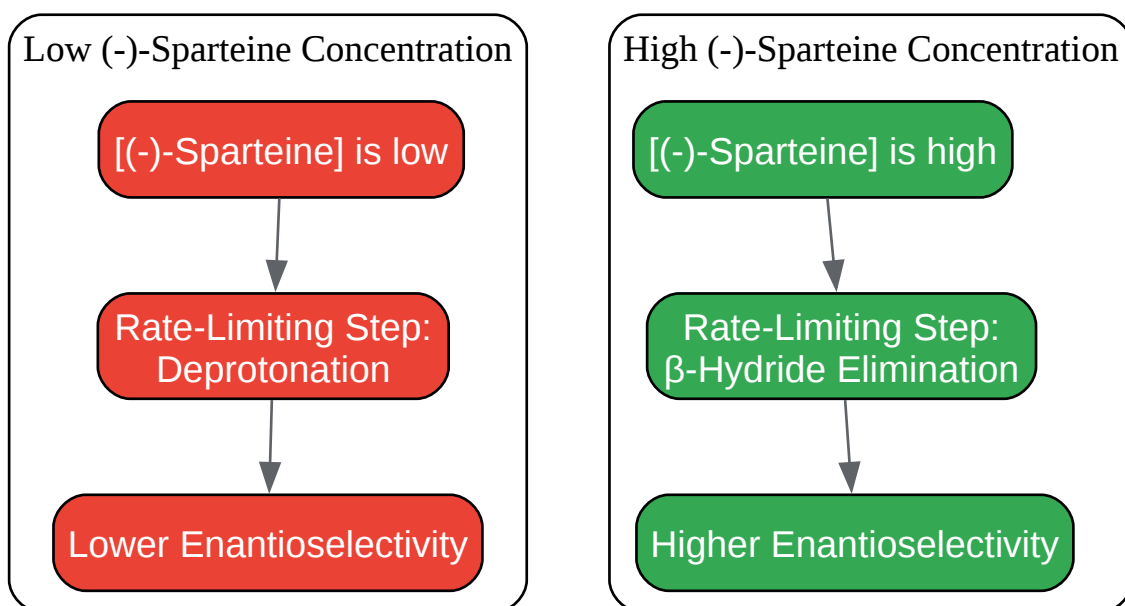 Low (-)-Sparteine Concentration
[(-)-Sparteine] is low
Rate-Limiting Step:
Deprotonation
Lower Enantioselectivity
High (-)-Sparteine Concentration
[(-)-Sparteine] is high
Rate-Limiting Step:
β-Hydride Elimination
Higher Enantioselectivity